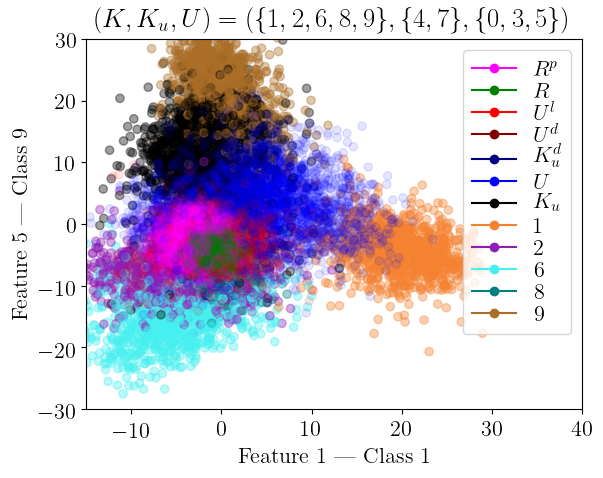 (K, K_u, U) = ({1, 2, 6, 8, 9}, {4, 7}, {0, 3, 5})
Feature 5 — Class 9
30
20
10
0
−10
−20
−30
−10
0
10
20
30
40
Feature 1 — Class 1
R^p
R
U^l
U^d
K_u^d
U
K_u
1
2
6
8
9